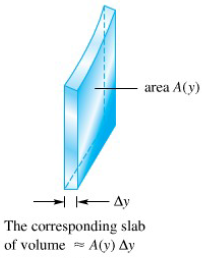 area A(y)
Δy
The corresponding slab
of volume ≈ A(y) Δy